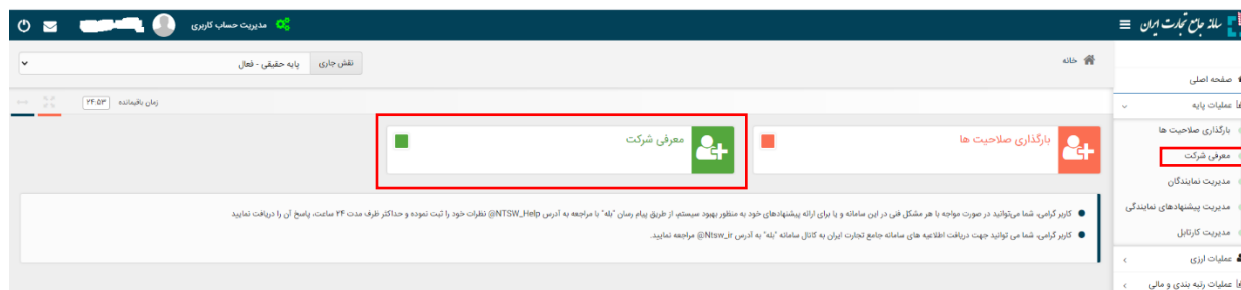 سامانه جامع تجارت ایران
مدیریت حساب کاربری
خانه
نقش جاری
پایه حقیقی - فعال
صفحه اصلی
عملیات پایه
بارگذاری صلاحیت ها
معرفی شرکت
مدیریت نمایندگان
مدیریت پیشنهادهای نمایندگی
مدیریت کارتابل
عملیات ارزی
عملیات رتبه بندی و مالی
زمان باقیمانده ۲۴:۵۳
بارگذاری صلاحیت ها
معرفی شرکت
کاربر گرامی، شما می‌توانید در صورت مواجه با هر مشکل فنی در این سامانه و یا برای ارائه پیشنهادهای خود به منظور بهبود سیستم، از طریق پیام رسان "بله" با مراجعه به آدرس NTSW_Help@ نظرات خود را ثبت نموده و حداکثر ظرف مدت ۲۴ ساعت، پاسخ آن را دریافت نمایید
کاربر گرامی، شما می توانید جهت دریافت اطلاعیه های سامانه جامع تجارت ایران به کانال سامانه "بله" به آدرس Ntsw_ir@ مراجعه نمایید.